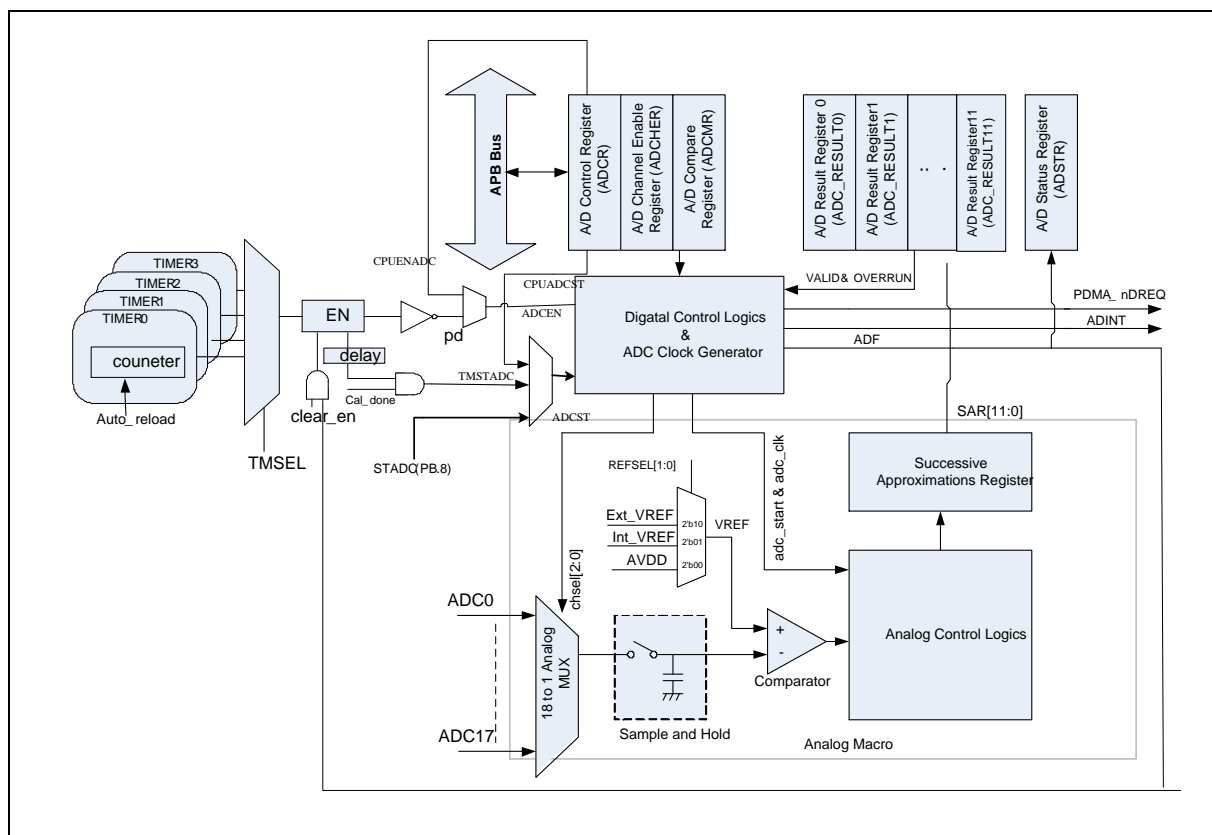 APB Bus
A/D Control Register
(ADCR)
A/D Channel Enable
Register (ADCHER)
A/D Compare
Register (ADCMR)
A/D Result Register 0
(ADC_RESULT0)
A/D Result Register1
(ADC_RESULT1)
:: .
A/D Result Register11
(ADC_RESULT11)
A/D Status Register
(ADSTR)
TIMER3
TIMER2
TIMER1
TIMER0
couneter
Auto_reload
TMSEL
EN
delay
clear_en
Cal_done
CPUENADC
pd
CPUADCST
ADCEN
TMSTADC
ADCST
STADC(PB.8)
Digatal Control Logics
&
ADC Clock Generator
VALID& OVERRUN
PDMA_ nDREQ
ADINT
ADF
SAR[11:0]
Successive
Approximations Register
REFSEL[1:0]
Ext_VREF
Int_VREF
AVDD
2'b10
2'b01
2'b00
VREF
adc_start & adc_clk
chsel[2:0]
ADC0
ADC17
18 to 1 Analog
MUX
Sample and Hold
+
-
Comparator
Analog Control Logics
Analog Macro